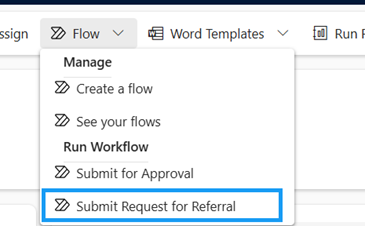 ssign Flow Word Templates Run
Manage
Create a flow
See your flows
Run Workflow
Submit for Approval
Submit Request for Referral